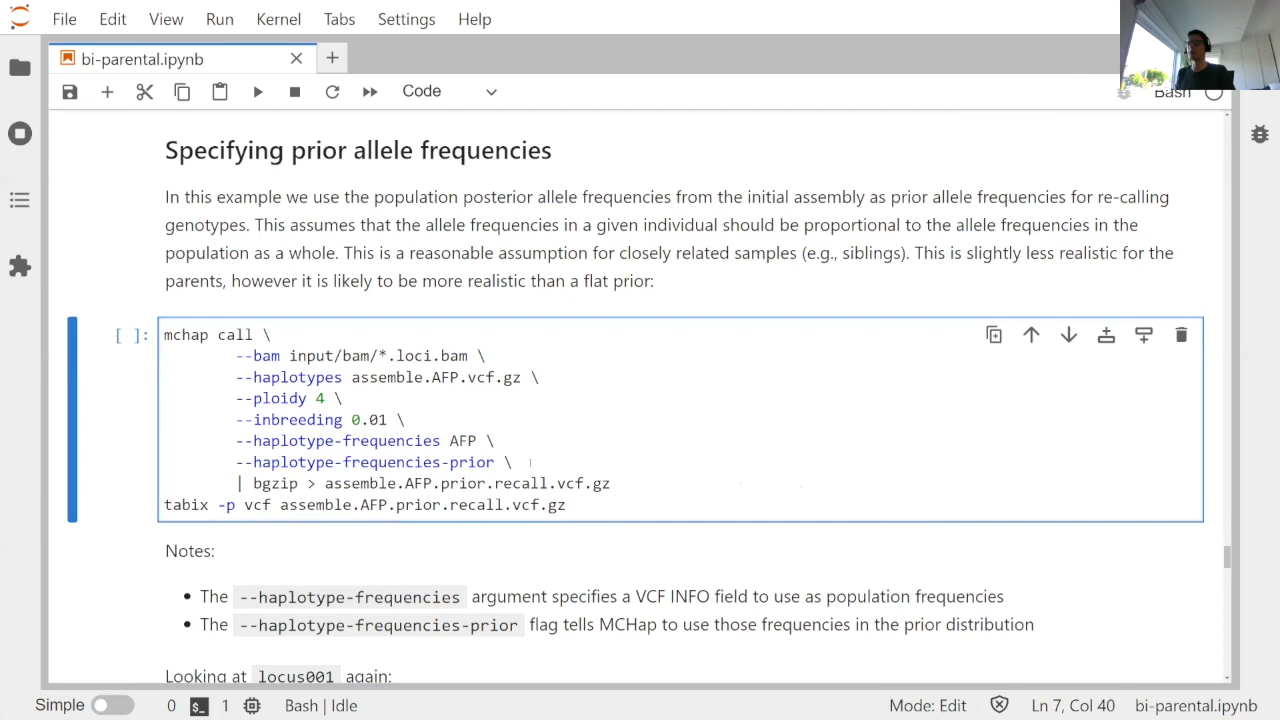 File Edit View Run Kernel Tabs Settings Help
bi-parental.ipynb
Code
Bash
Specifying prior allele frequencies
In this example we use the population posterior allele frequencies from the initial assembly as prior allele frequencies for re-calling
genotypes. This assumes that the allele frequencies in a given individual should be proportional to the allele frequencies in the
population as a whole. This is a reasonable assumption for closely related samples (e.g., siblings). This is slightly less realistic for the
parents, however it is likely to be more realistic than a flat prior:
[ ]: mchap call \
--bam input/bam/*.loci.bam \
--haplotypes assemble.AFP.vcf.gz \
--ploidy 4 \
--inbreeding 0.01 \
--haplotype-frequencies AFP \
--haplotype-frequencies-prior \
| bgzip > assemble.AFP.prior.recall.vcf.gz
tabix -p vcf assemble.AFP.prior.recall.vcf.gz
Notes:
• The --haplotype-frequencies argument specifies a VCF INFO field to use as population frequencies
• The --haplotype-frequencies-prior flag tells MCHap to use those frequencies in the prior distribution
Looking at locus001 again:
Simple 0 $_ 1 Bash | Idle Mode: Edit Ln 7, Col 40 bi-parental.ipynb